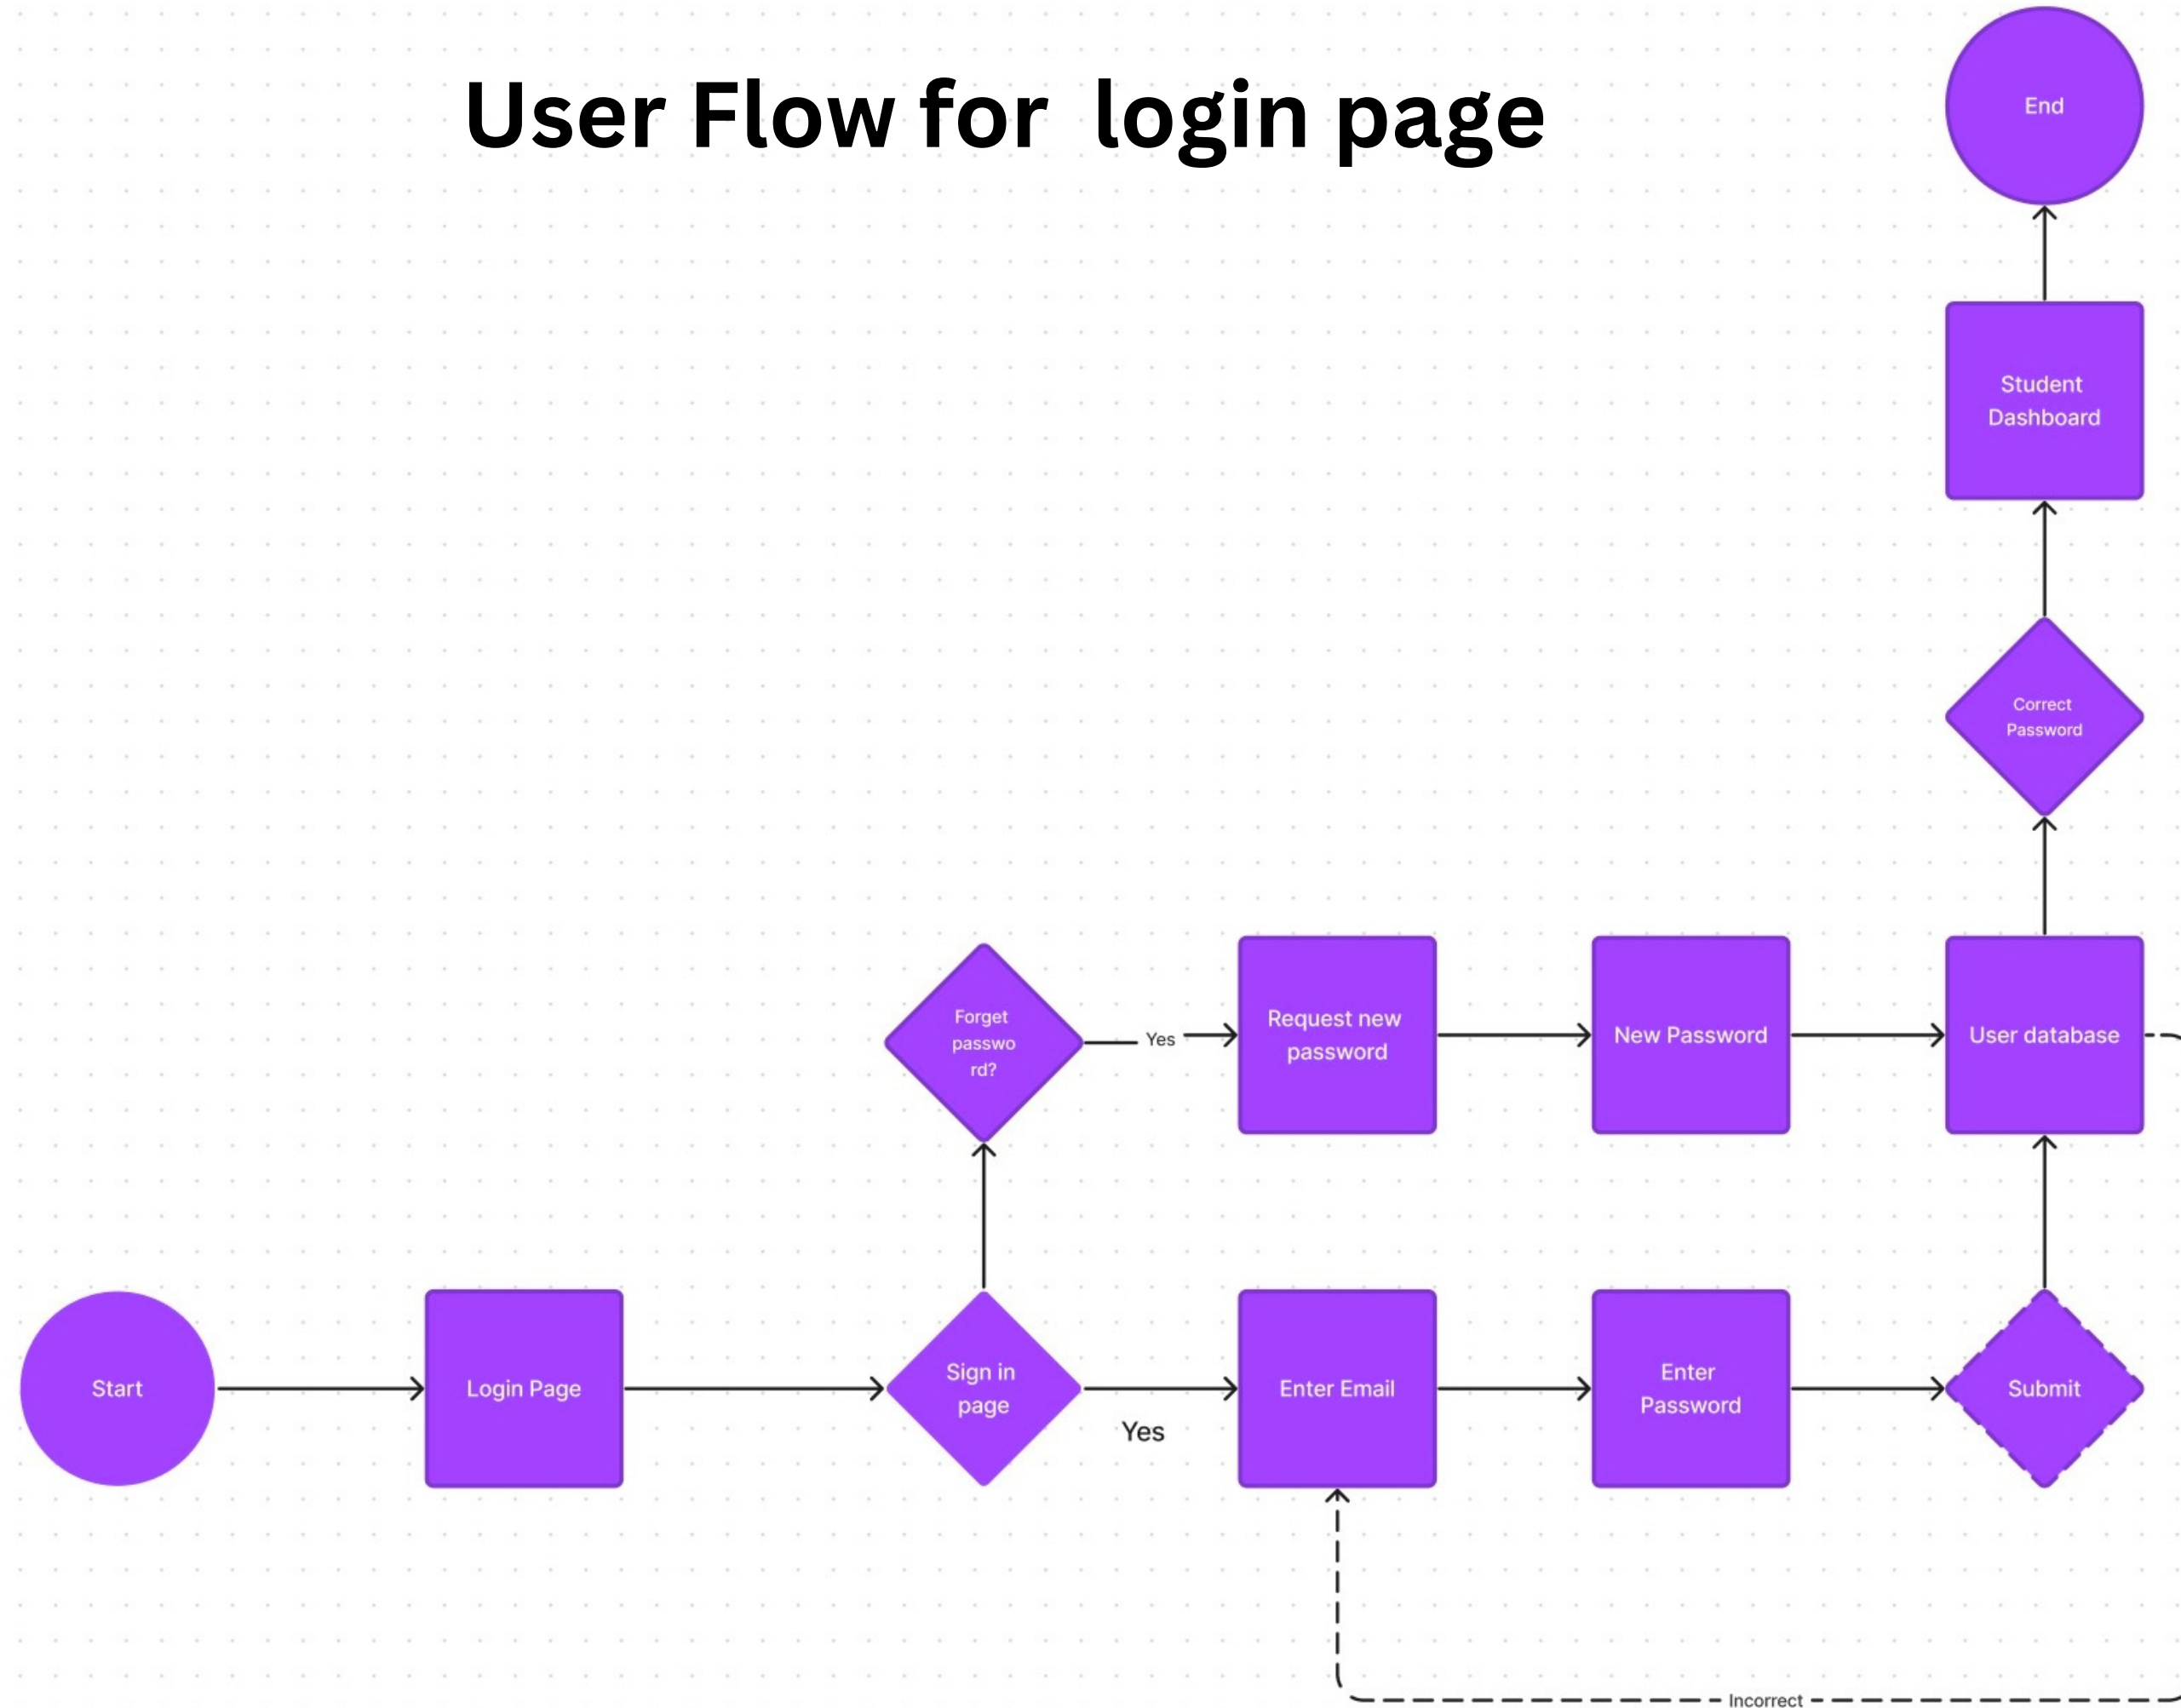 User Flow for login page
End
Student
Dashboard
Correct
Password
Forget
passwo
rd?
Yes
Request new
password
New Password
User database
Start
Login Page
Sign in
page
Yes
Enter Email
Enter
Password
Submit
Incorrect